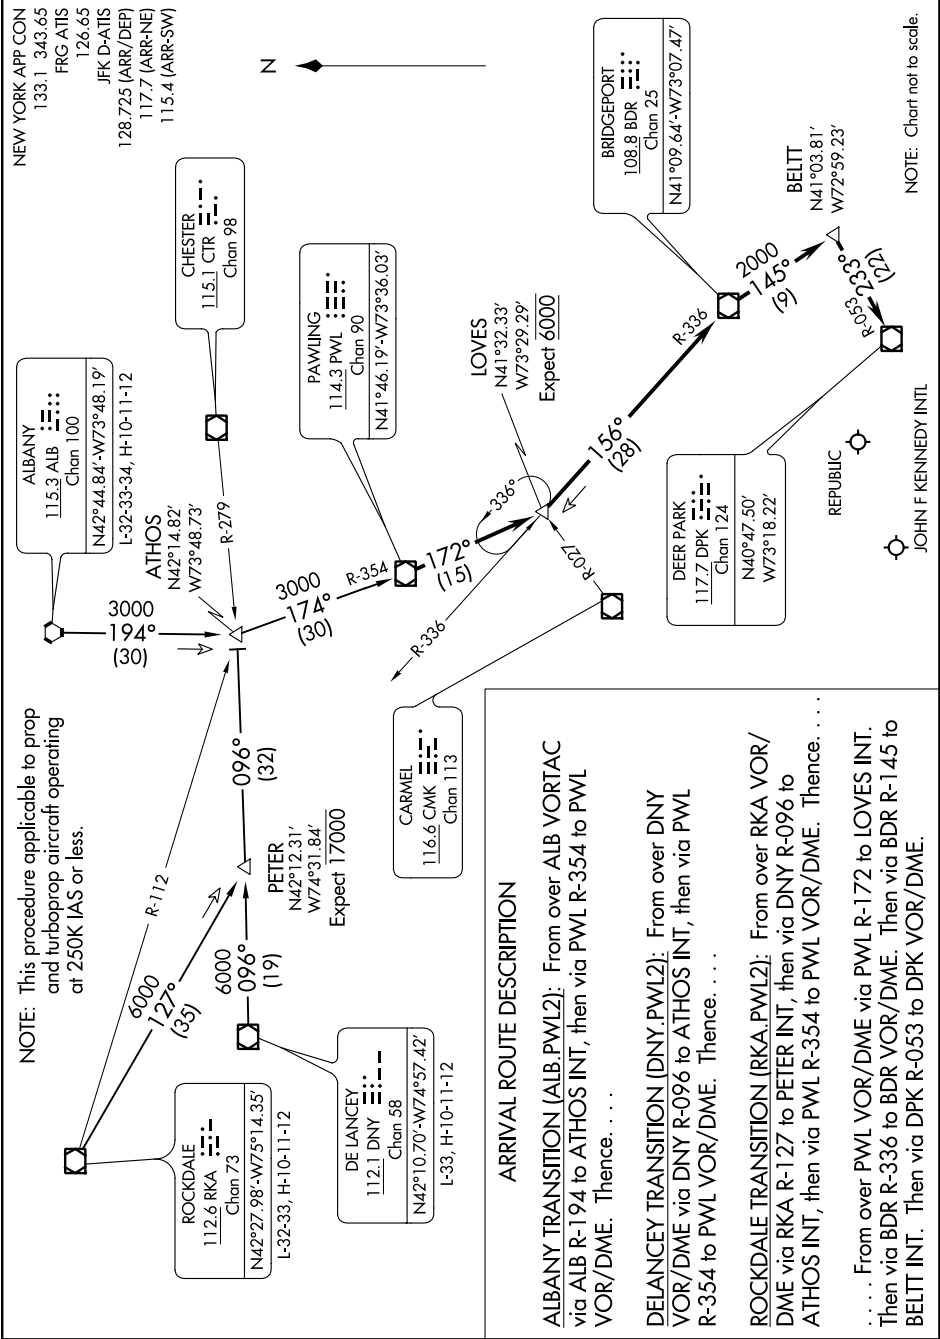 NEW YORK APP CON
133.1 343.65
FRG ATIS
126.65
JFK D-ATIS
128.725 (ARR/DEP)
117.7 (ARR-NE)
115.4 (ARR-SW)
N
NOTE: This procedure applicable to prop
and turboprop aircraft operating
at 250K IAS or less.
ALBANY
115.3 ALB
Chan 100
N42°44.84'-W73°48.19'
L-32-33-34, H-10-11-12
CHESTER
115.1 CTR
Chan 98
ROCKDALE
112.6 RKA
Chan 73
N42°27.98'-W75°14.35'
L-32-33, H-10-11-12
DE LANCEY
112.1 DNY
Chan 58
N42°10.70'-W74°57.42'
L-33, H-10-11-12
R-112
6000
127°
(35)
6000
096°
(19)
PETER
N42°12.31'
W74°31.84'
Expect 17000
096°
(32)
3000
194°
(30)
ATHOS
N42°14.82'
W73°48.73'
R-279
3000
174°
(30)
R-354
PAWLING
114.3 PWL
Chan 90
N41°46.19'-W73°36.03'
172°
(15)
336°
R-336
LOVES
N41°32.33'
W73°29.29'
Expect 6000
R-027
CARMEL
116.6 CMK
Chan 113
156°
(28)
R-336
BRIDGEPORT
108.8 BDR
Chan 25
N41°09.64'-W73°07.47'
2000
145°
(9)
BELTT
N41°03.81'
W72°59.23'
R-053
233°
(22)
DEER PARK
117.7 DPK
Chan 124
N40°47.50'
W73°18.22'
REPUBLIC
JOHN F KENNEDY INTL
NOTE: Chart not to scale.
ARRIVAL ROUTE DESCRIPTION
ALBANY TRANSITION (ALB.PWL2): From over ALB VORTAC
via ALB R-194 to ATHOS INT, then via PWL R-354 to PWL
VOR/DME. Thence. . . .
DELANCEY TRANSITION (DNY.PWL2): From over DNY
VOR/DME via DNY R-096 to ATHOS INT, then via PWL
R-354 to PWL VOR/DME. Thence. . . .
ROCKDALE TRANSITION (RKA.PWL2): From over RKA VOR/
DME via RKA R-127 to PETER INT, then via DNY R-096 to
ATHOS INT, then via PWL R-354 to PWL VOR/DME. Thence. . . .
. . . . From over PWL VOR/DME via PWL R-172 to LOVES INT.
Then via BDR R-336 to BDR VOR/DME. Then via BDR R-145 to
BELTT INT. Then via DPK R-053 to DPK VOR/DME.